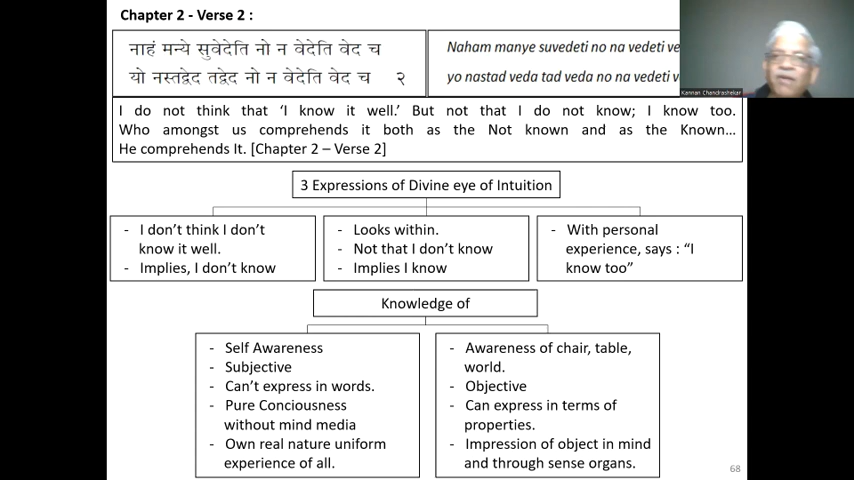 Chapter 2 - Verse 2 :
नाहं मन्ये सुवेदेति नो न वेदेति वेद च
यो नस्तद्वेद तद्वेद नो न वेदेति वेद च २
Naham manye suvedeti no na vedeti ve
yo nastad veda tad veda no na vedeti v
Kannan Chandrashekar
I do not think that ‘I know it well.’ But not that I do not know; I know too.
Who amongst us comprehends it both as the Not known and as the Known…
He comprehends It. [Chapter 2 – Verse 2]
3 Expressions of Divine eye of Intuition
- I don’t think I don’t
know it well.
- Implies, I don’t know
- Looks within.
- Not that I don’t know
- Implies I know
- With personal
experience, says : “I
know too”
Knowledge of
- Self Awareness
- Subjective
- Can’t express in words.
- Pure Conciousness
without mind media
- Own real nature uniform
experience of all.
- Awareness of chair, table,
world.
- Objective
- Can express in terms of
properties.
- Impression of object in mind
and through sense organs.
68